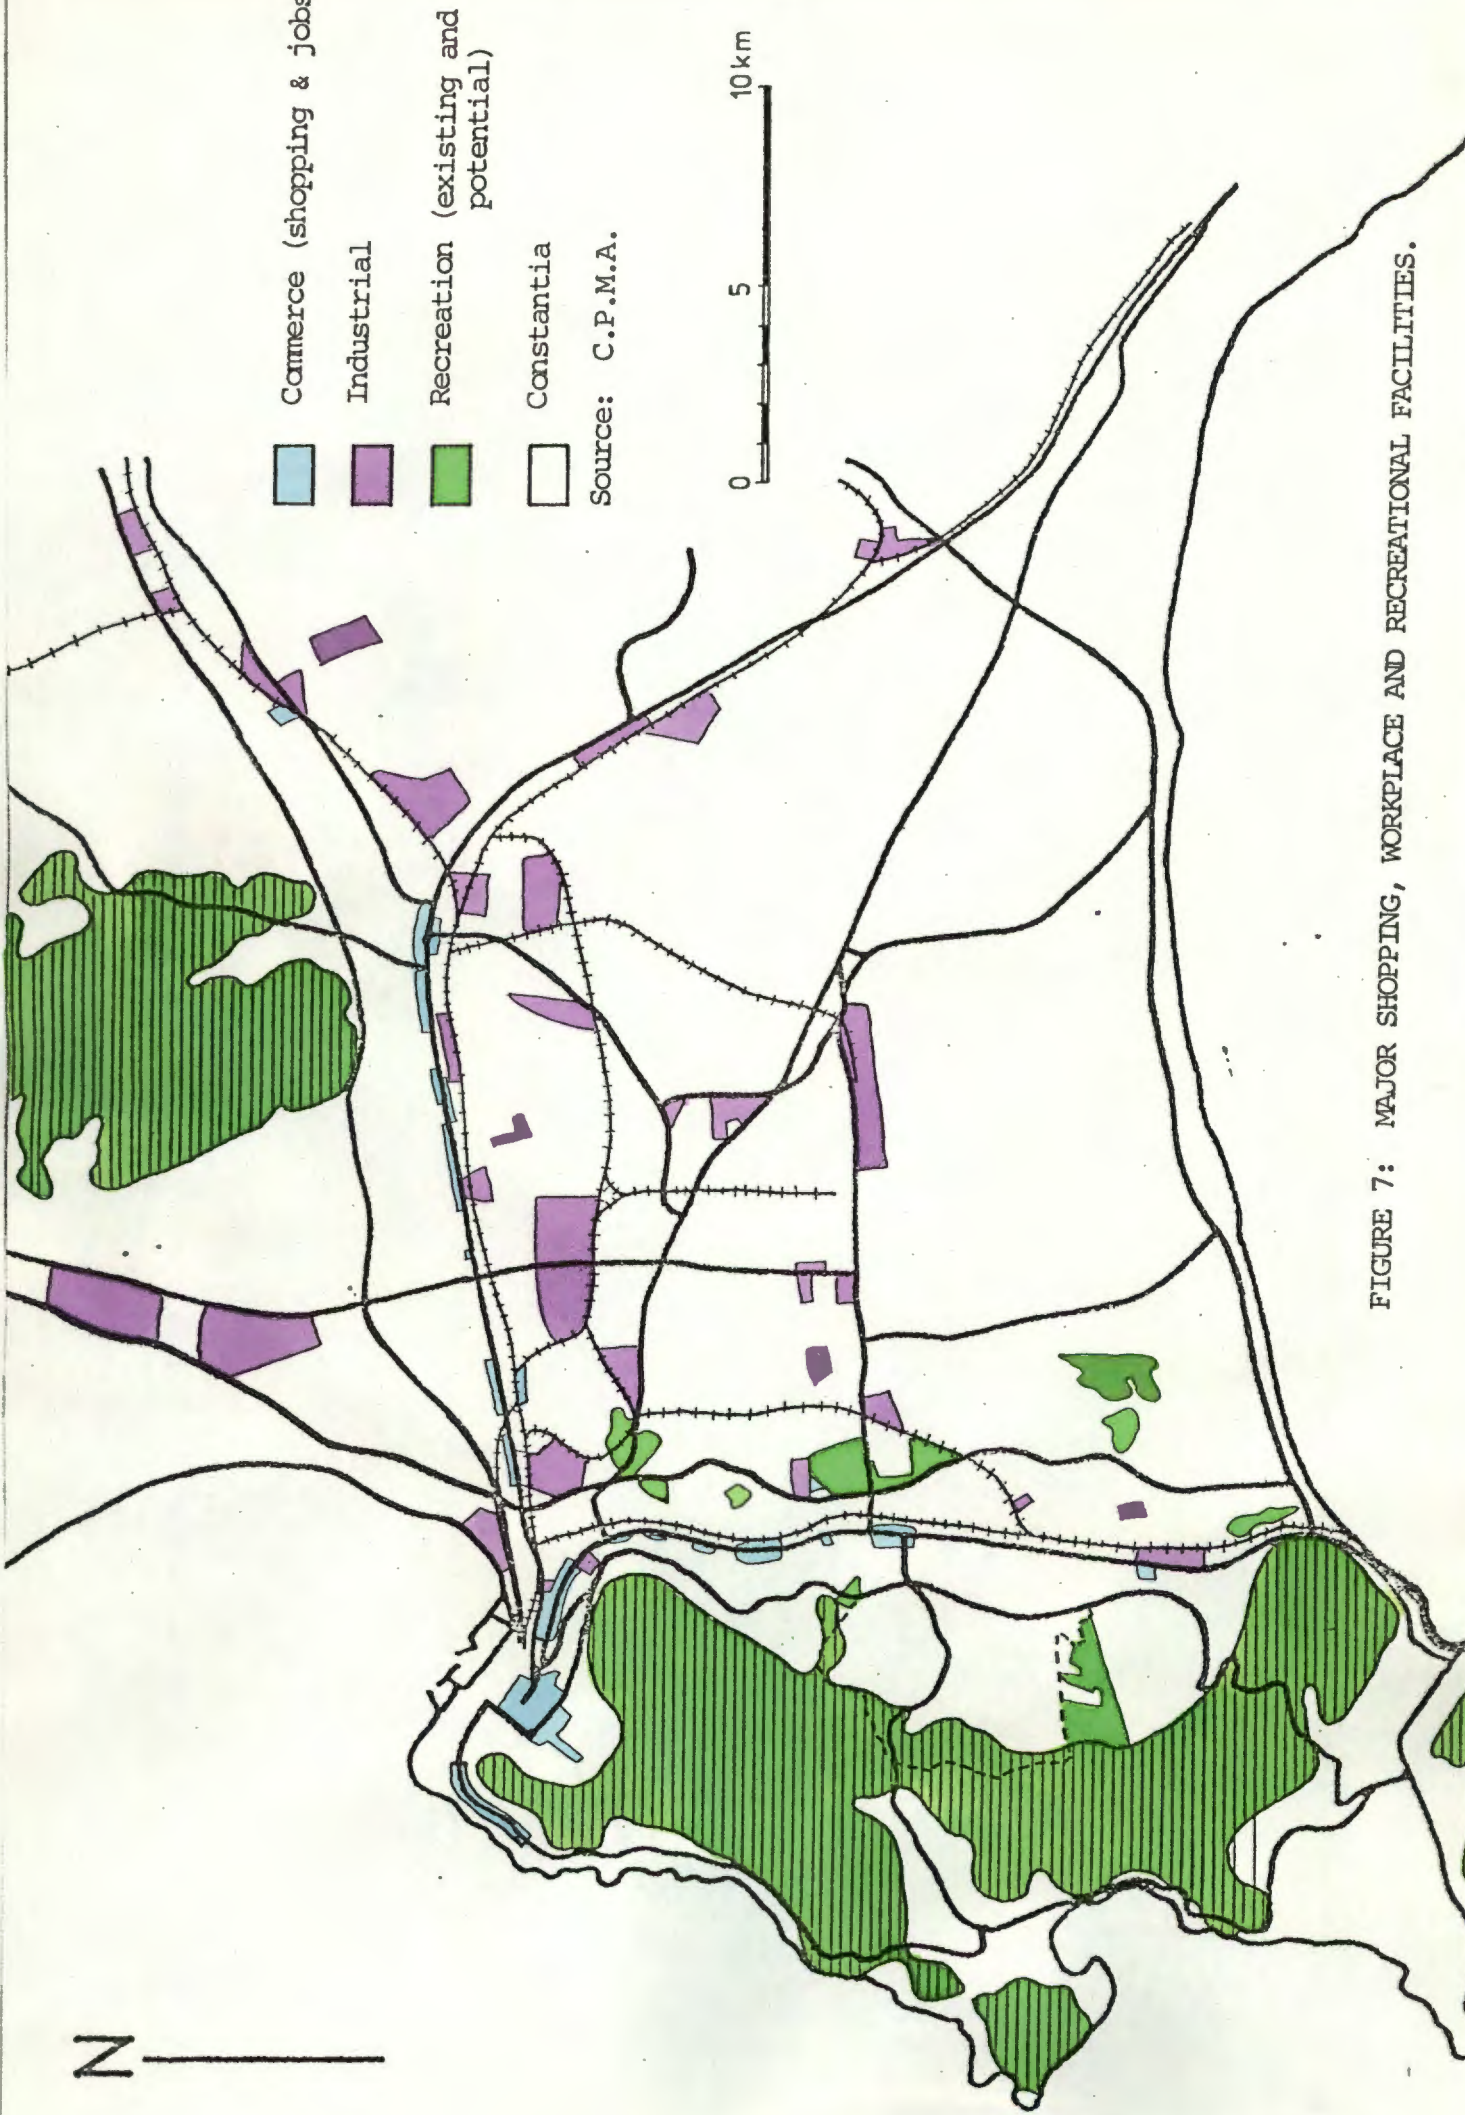 N
Commerce (shopping & jobs
Industrial
Recreation (existing and
potential)
Constantia
Source: C.P.M.A.
0 5 10km
FIGURE 7: MAJOR SHOPPING, WORKPLACE AND RECREATIONAL FACILITIES.